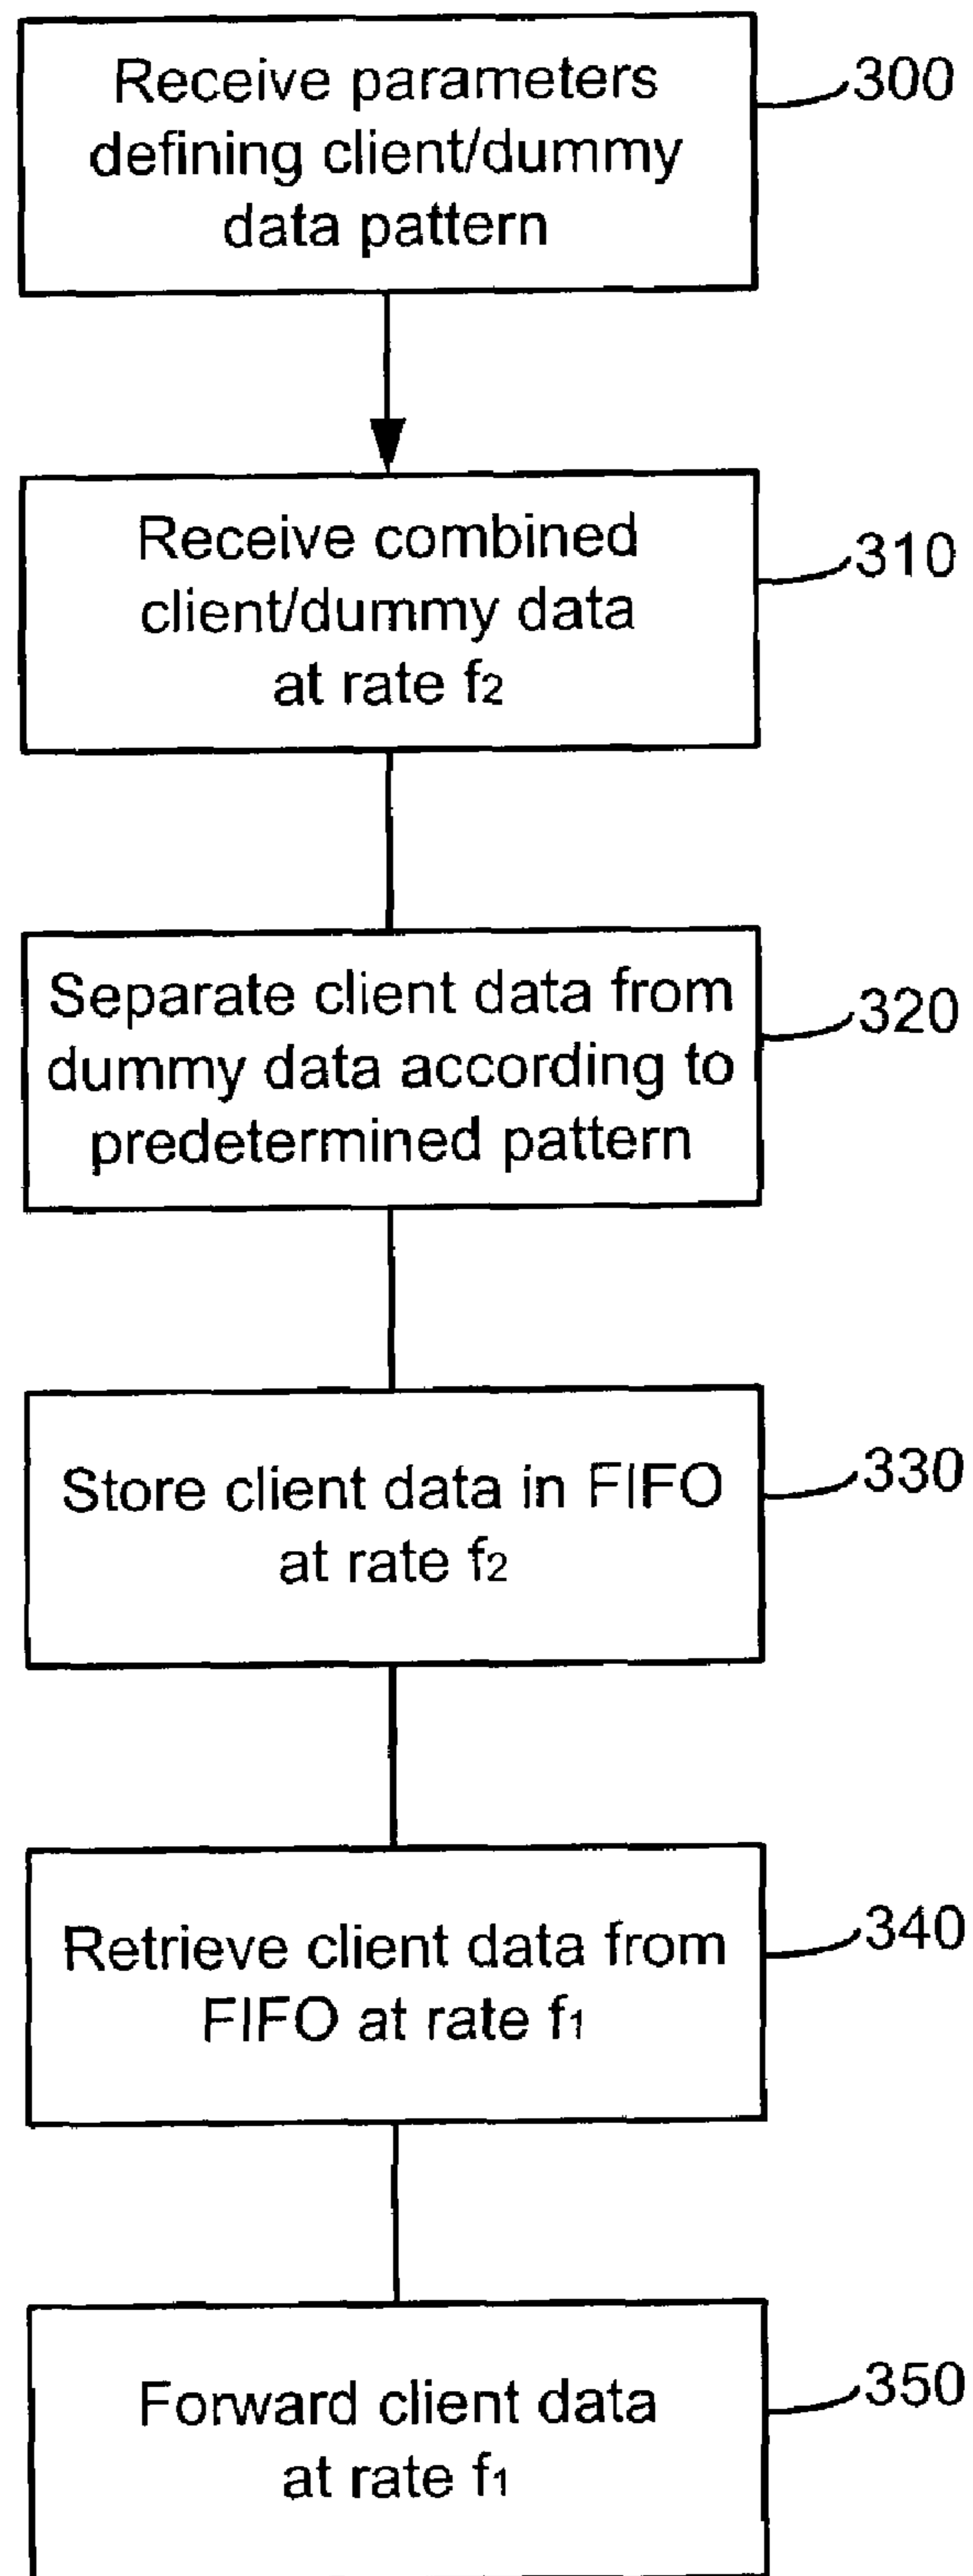 Receive parameters
defining client/dummy
data pattern
300
Receive combined
client/dummy data
at rate f₂
310
Separate client data from
dummy data according to
predetermined pattern
320
Store client data in FIFO
at rate f₂
330
Retrieve client data from
FIFO at rate f₁
340
Forward client data
at rate f₁
350